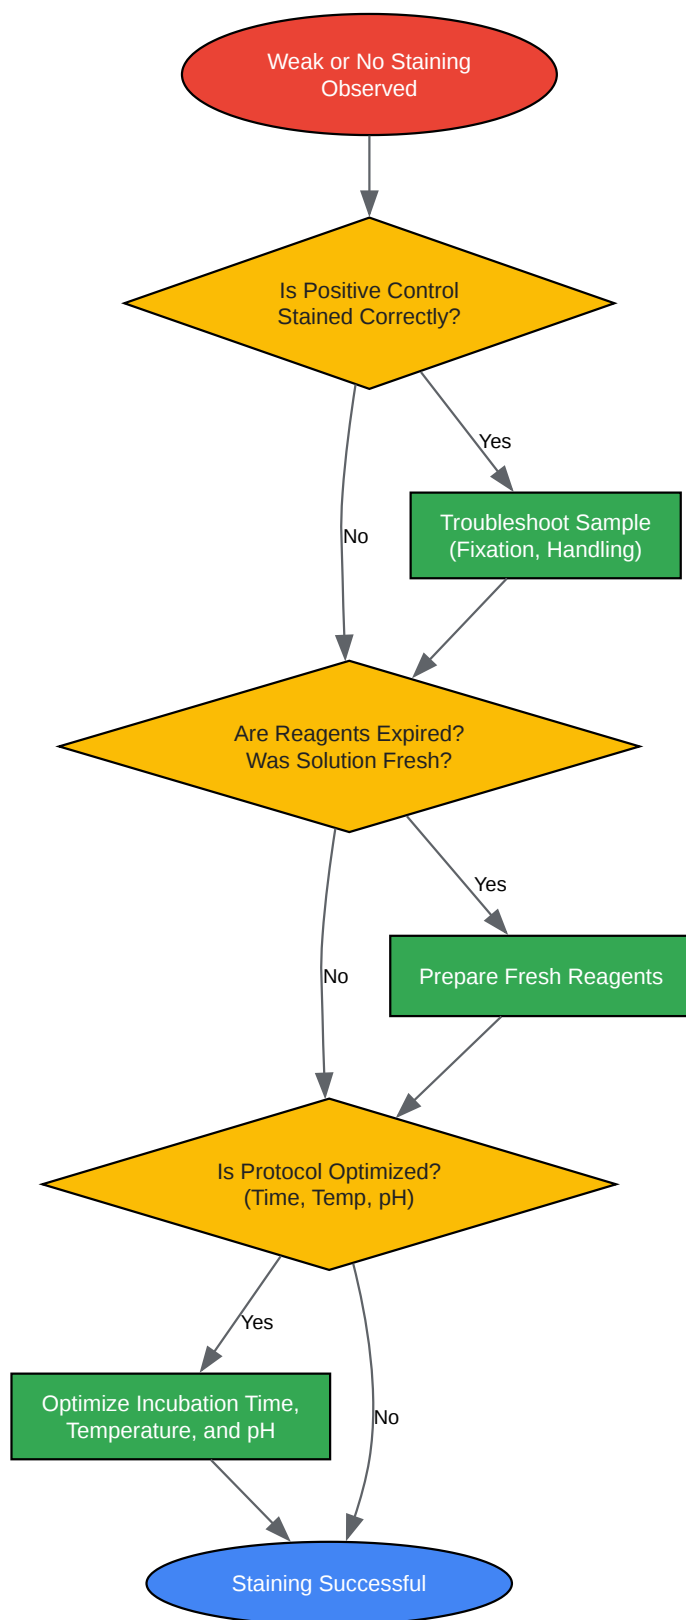 Weak or No Staining
Observed
Is Positive Control
Stained Correctly?
Yes
Troubleshoot Sample
(Fixation, Handling)
No
Are Reagents Expired?
Was Solution Fresh?
Yes
Prepare Fresh Reagents
No
Is Protocol Optimized?
(Time, Temp, pH)
Yes
Optimize Incubation Time,
Temperature, and pH
No
Staining Successful